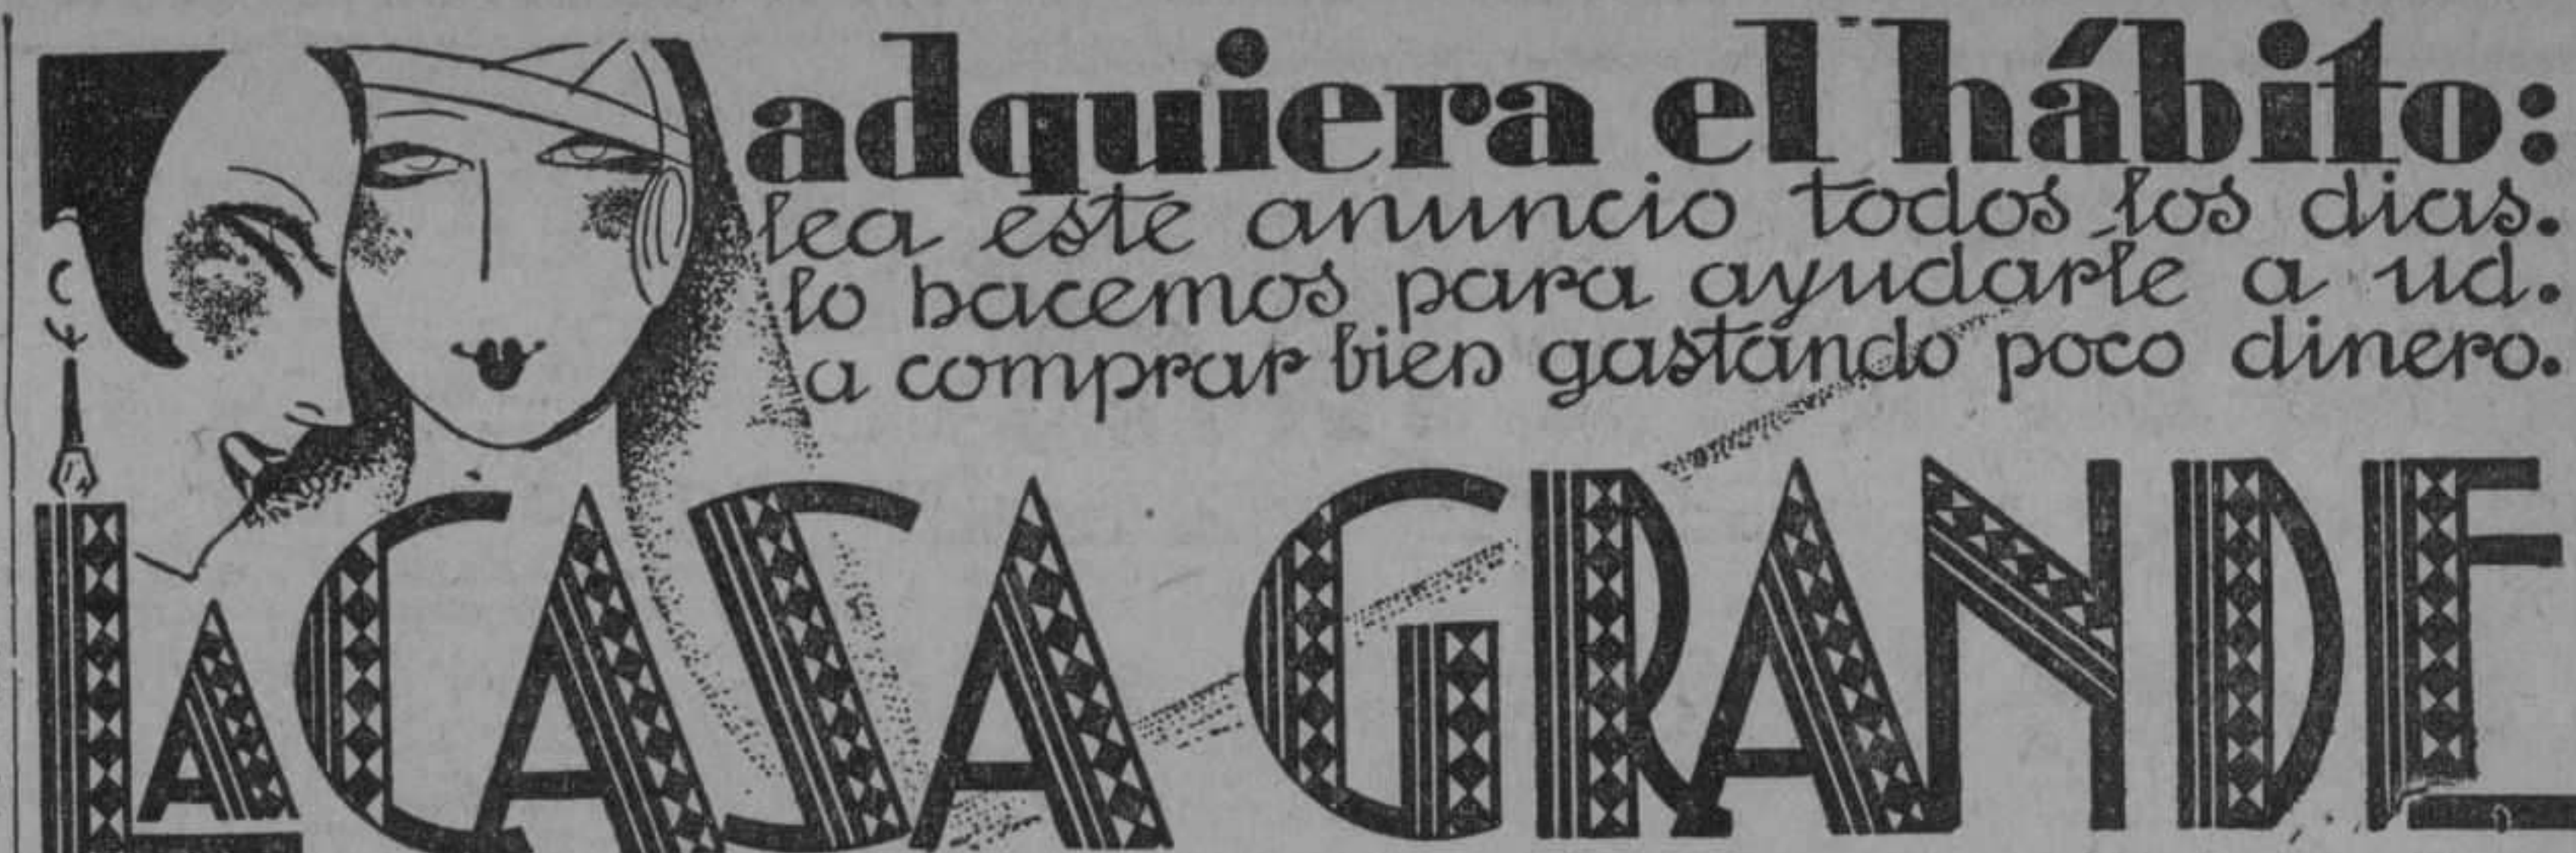 adquiera el hábito:
lea este anuncio todos los dias.
lo hacemos para ayudarle a ud.
a comprar bien gastando poco dinero.
LA CASA GRANDE